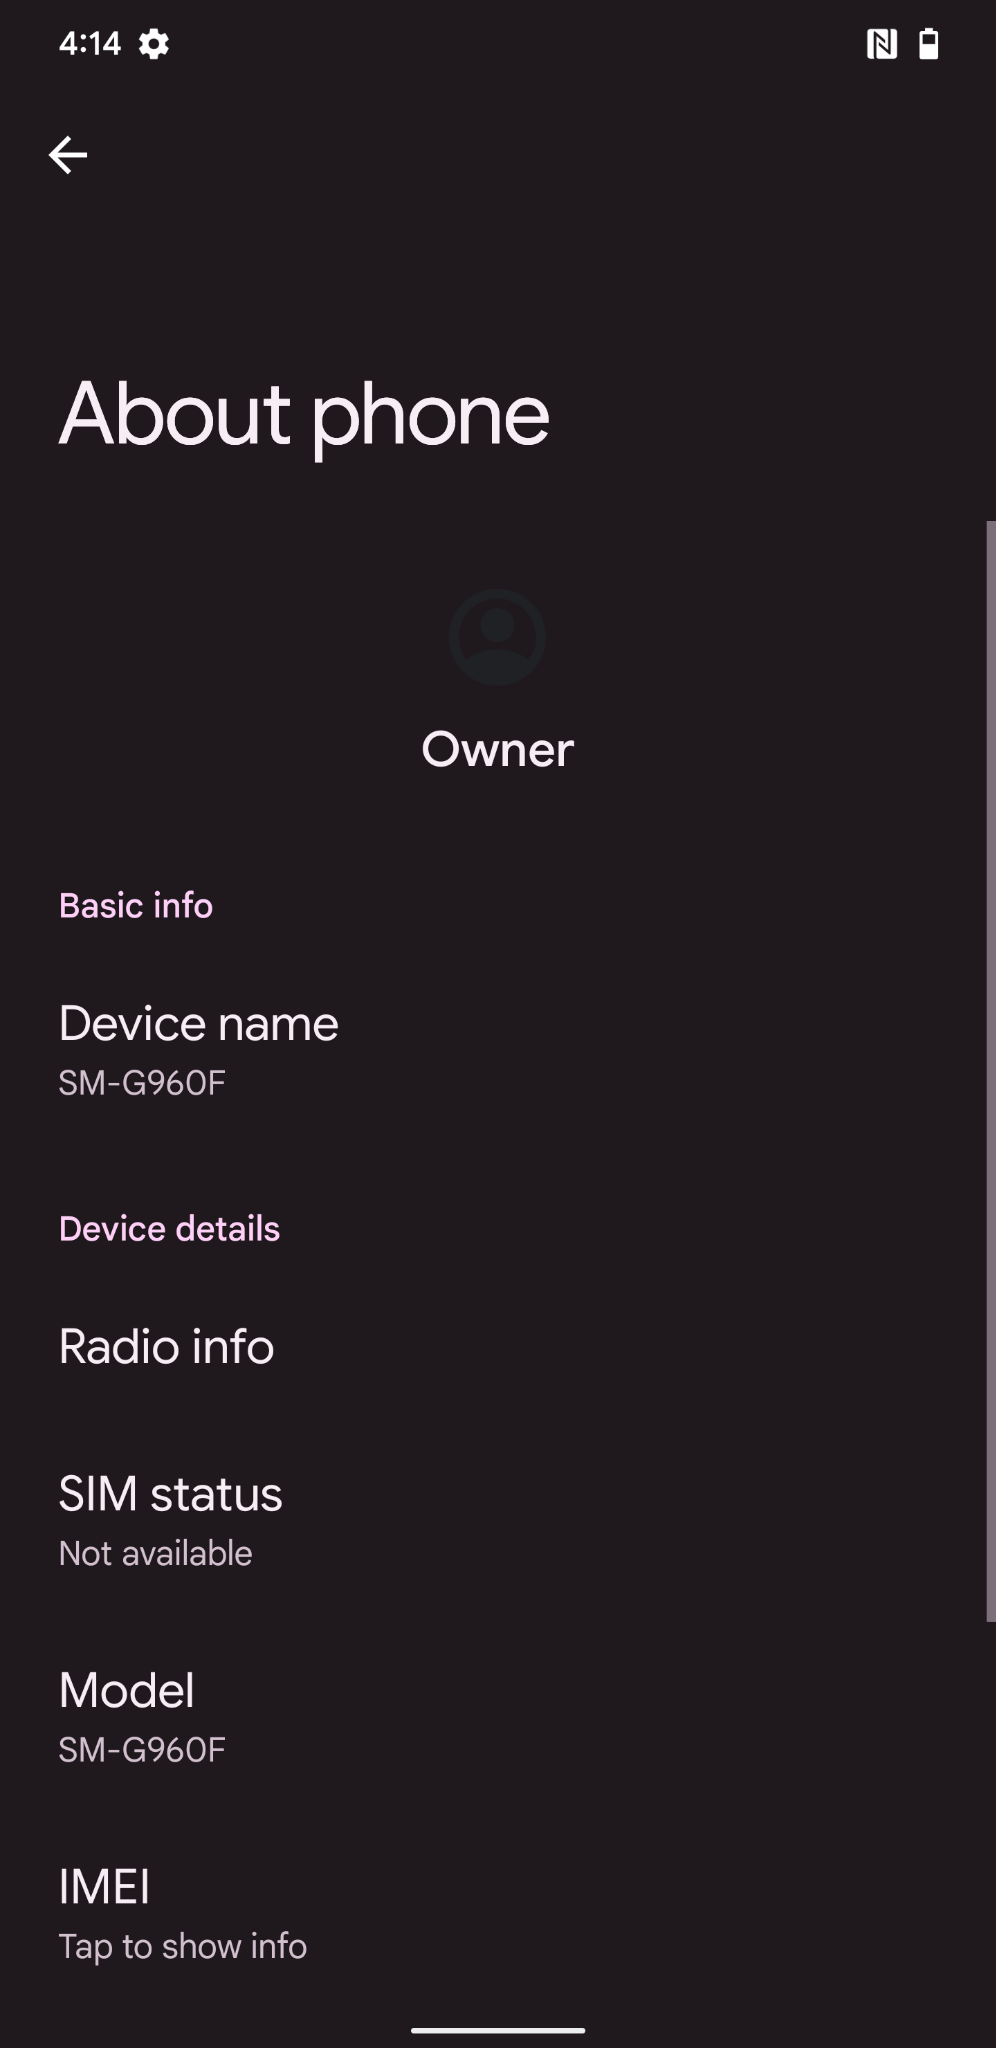 4:14
About phone
Owner
Basic info
Device name
SM-G960F
Device details
Radio info
SIM status
Not available
Model
SM-G960F
IMEI
Tap to show info